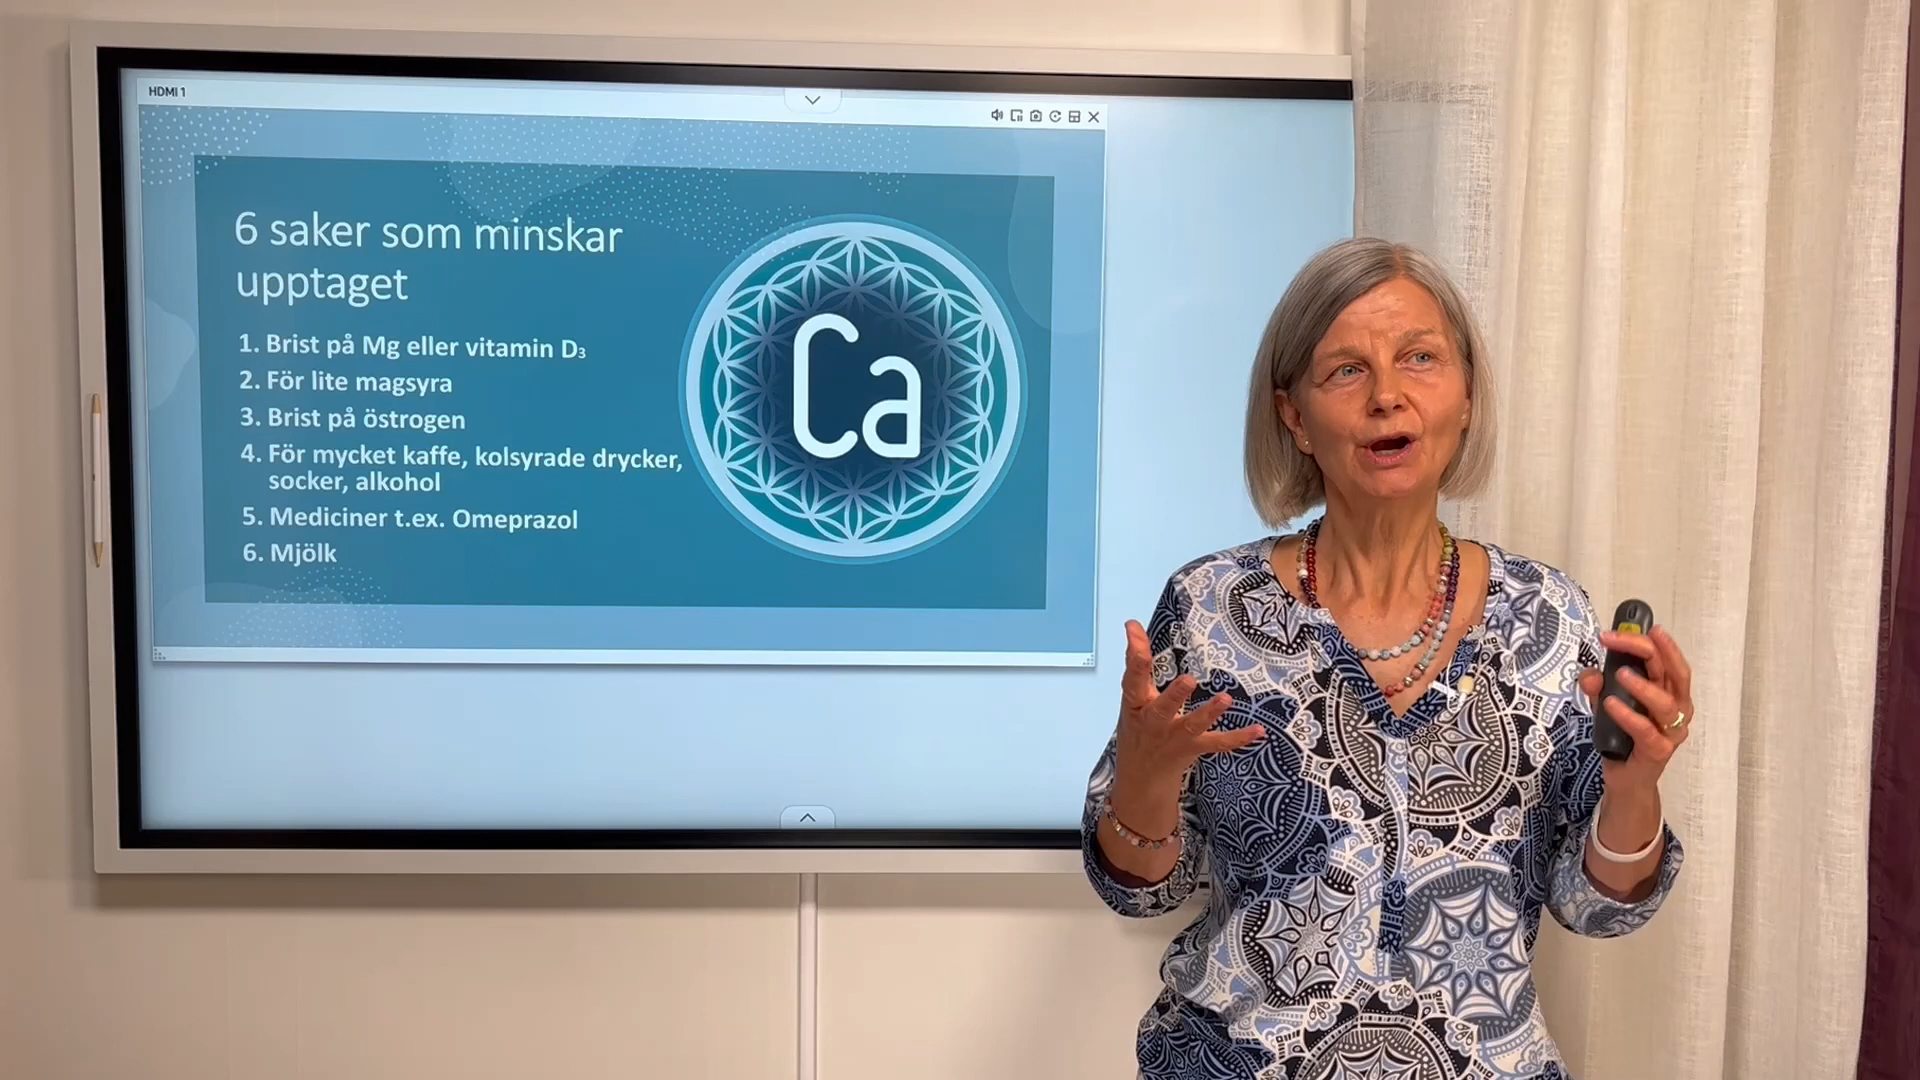 HDMI 1
6 saker som minskar
upptaget
1. Brist på Mg eller vitamin D₃
2. För lite magsyra
3. Brist på östrogen
4. För mycket kaffe, kolsyrade drycker,
socker, alkohol
5. Mediciner t.ex. Omeprazol
6. Mjölk
Ca